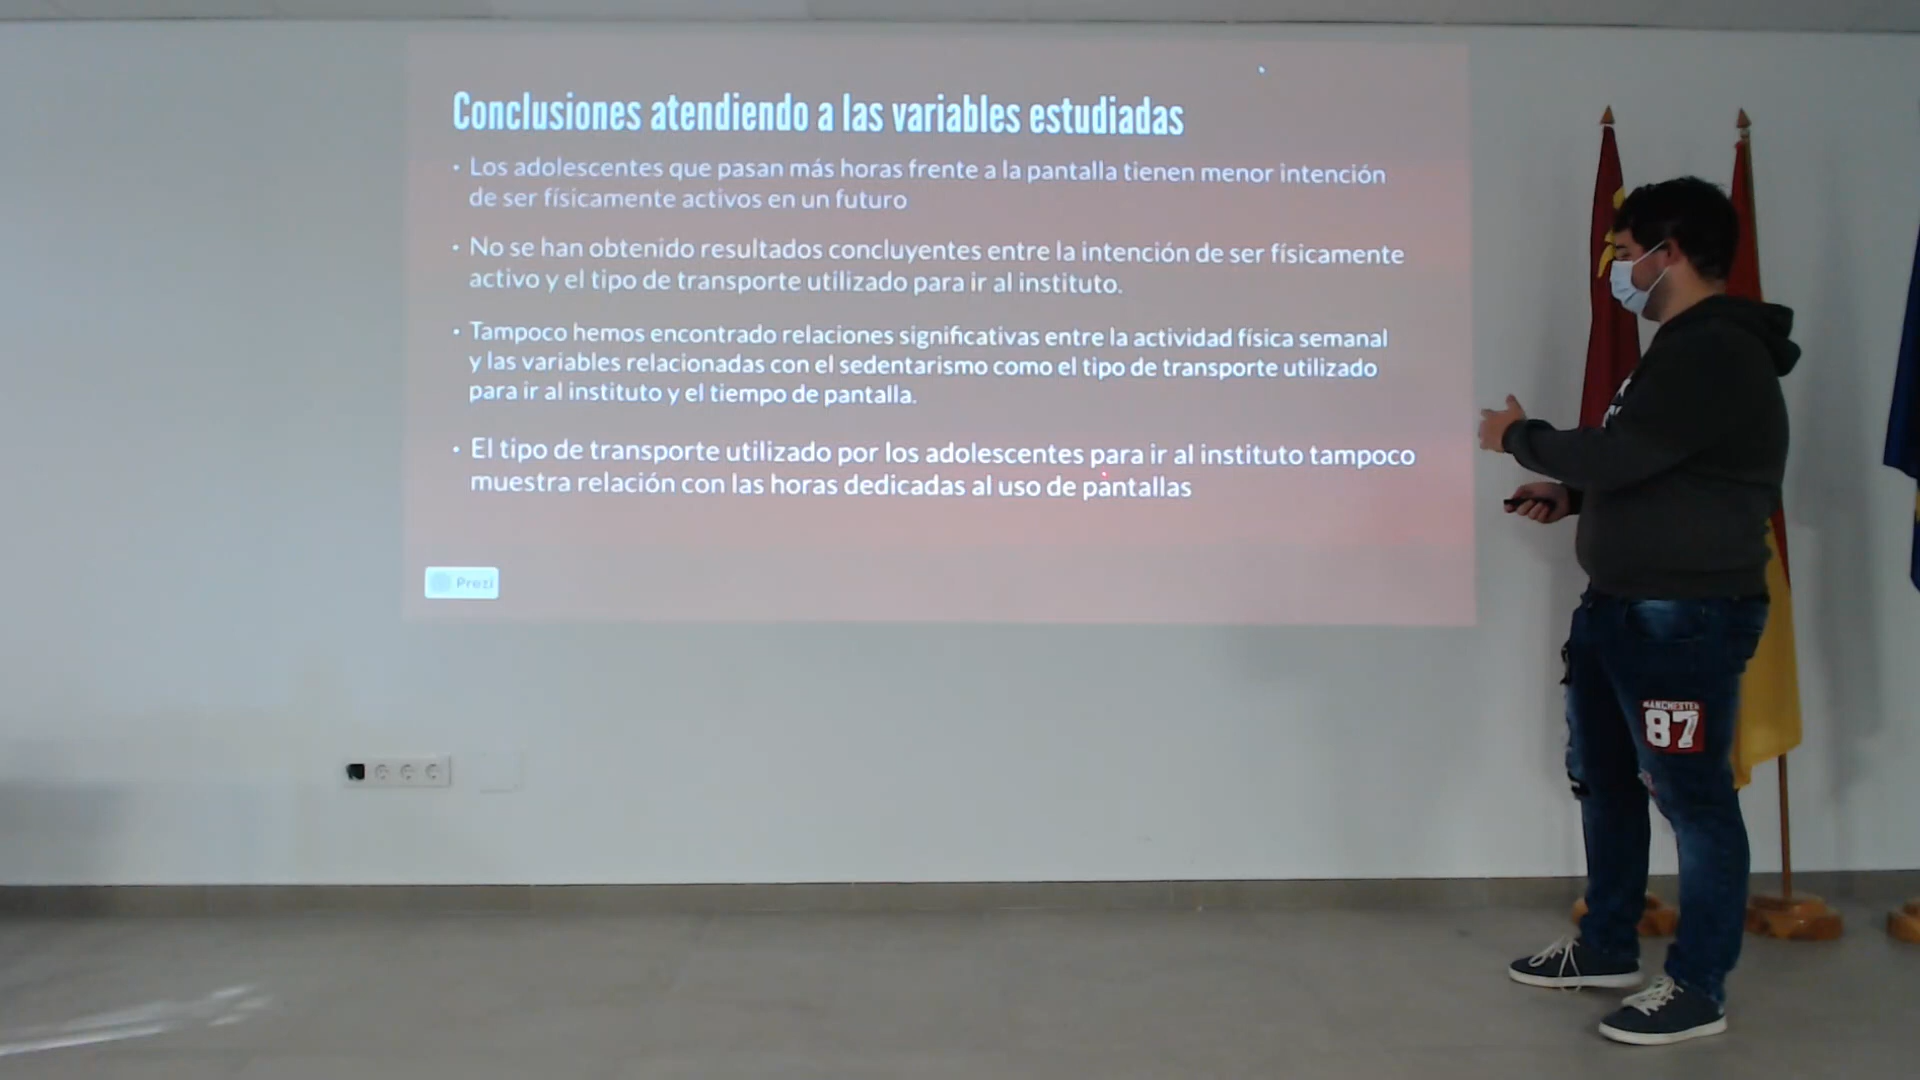 Conclusiones atendiendo a las variables estudiadas
• Los adolescentes que pasan más horas frente a la pantalla tienen menor intención
de ser físicamente activos en un futuro
• No se han obtenido resultados concluyentes entre la intención de ser físicamente
activo y el tipo de transporte utilizado para ir al instituto.
• Tampoco hemos encontrado relaciones significativas entre la actividad física semanal
y las variables relacionadas con el sedentarismo como el tipo de transporte utilizado
para ir al instituto y el tiempo de pantalla.
• El tipo de transporte utilizado por los adolescentes para ir al instituto tampoco
muestra relación con las horas dedicadas al uso de pantallas
Prezi
MANCHESTER
87